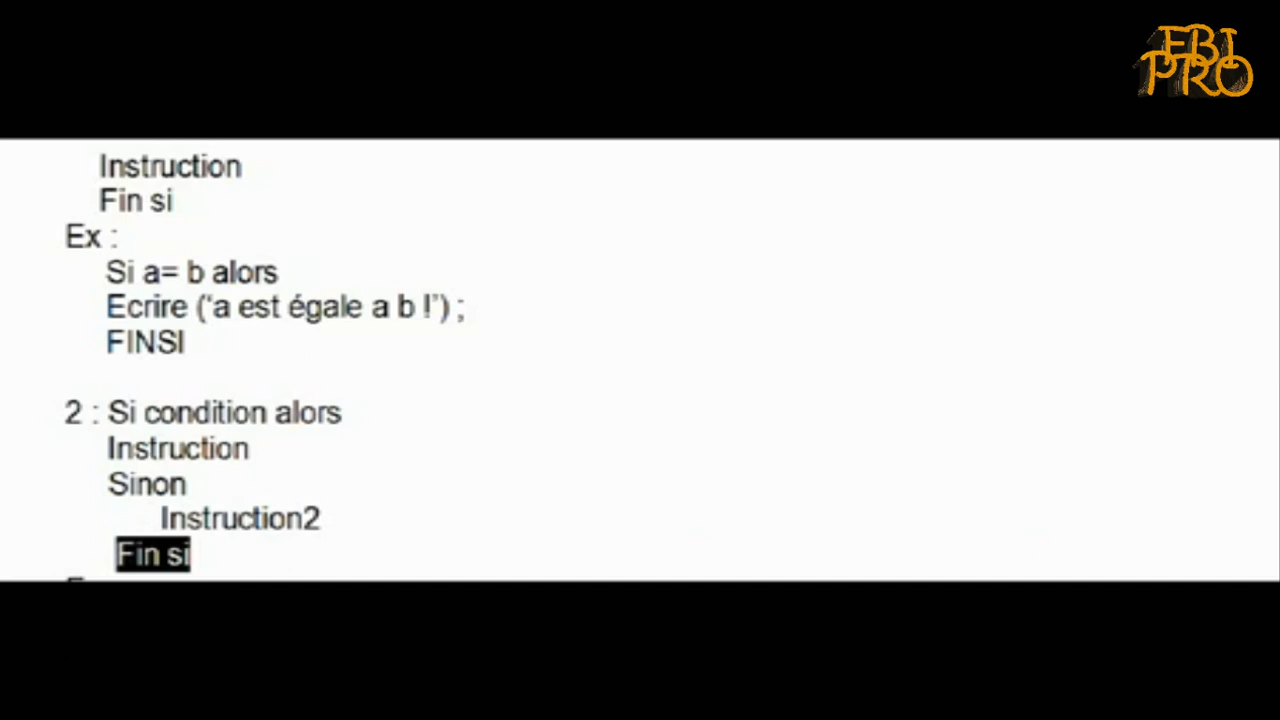 FBI
PRO
Instruction
Fin si
Ex :
Si a= b alors
Ecrire (‘a est égale a b !’) ;
FINSI
2 : Si condition alors
Instruction
Sinon
Instruction2
Fin si